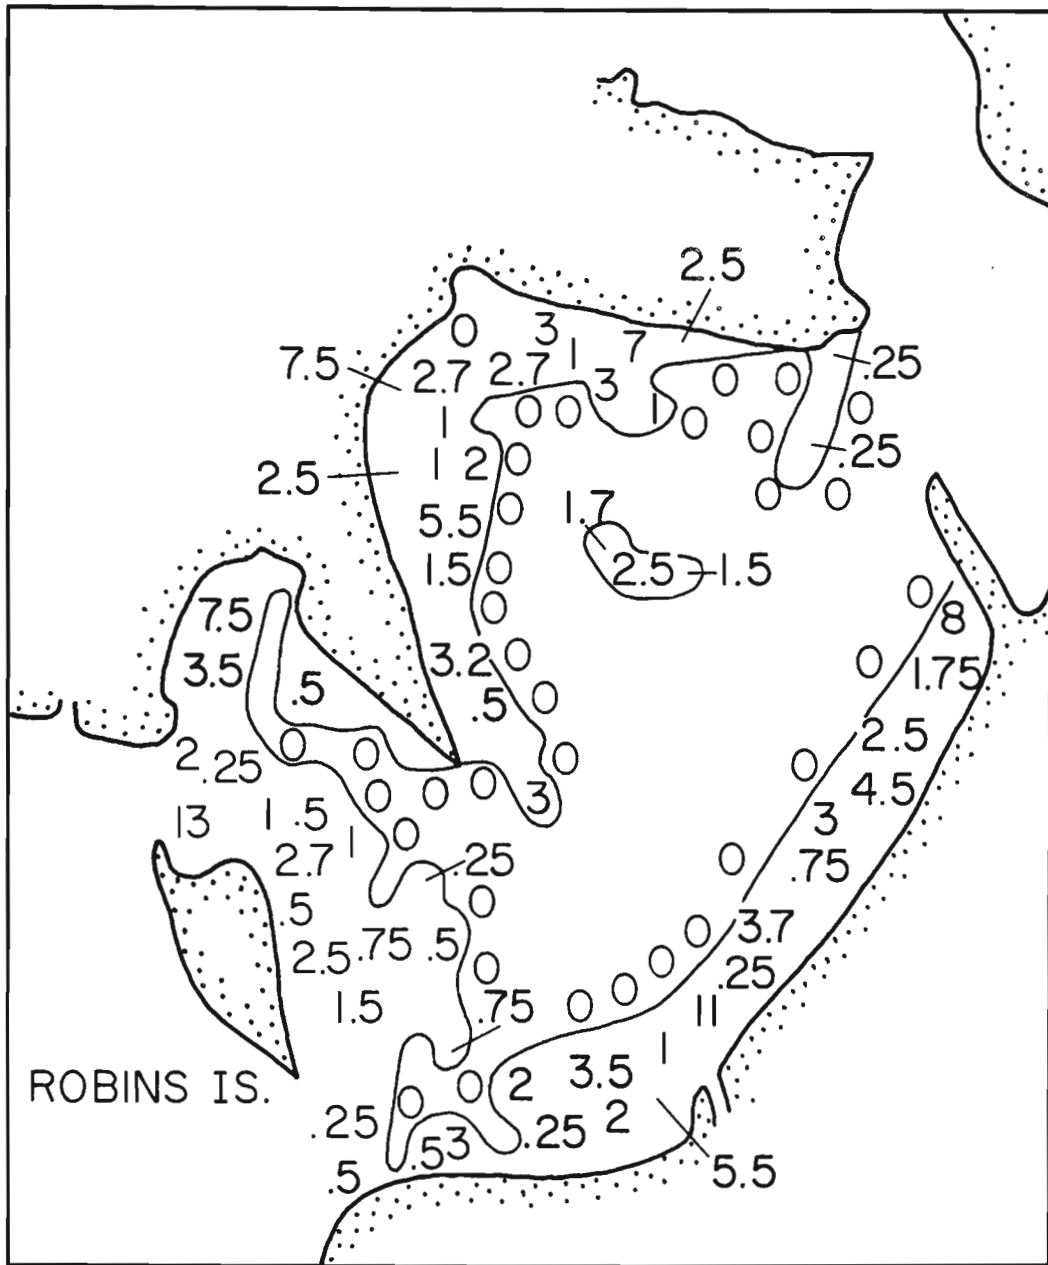 2.5
0 3 7
7.5 2.7 2.7 1 3 .25
0 0
1 0 0 1 0 0
0 .25
2.5 1 2 0
0 0
5.5 0 1.7
1.5 0 2.5 1.5
0
7.5 0 8
3.5 .5 3.2 0 0 1.75
.5 0
2 .25 0 0 0 0 2.5
0 0 0 3 4.5
13 1 .5 0 3
2.7 1 .25 0 .75
.5 0
2.5 .75 .5 0 3.7
0 0 .25
1.5 .75 0 0 11
ROBINS IS. 0 2 3.5 1
.25 0 .25 2
.5 .5 3 5.5